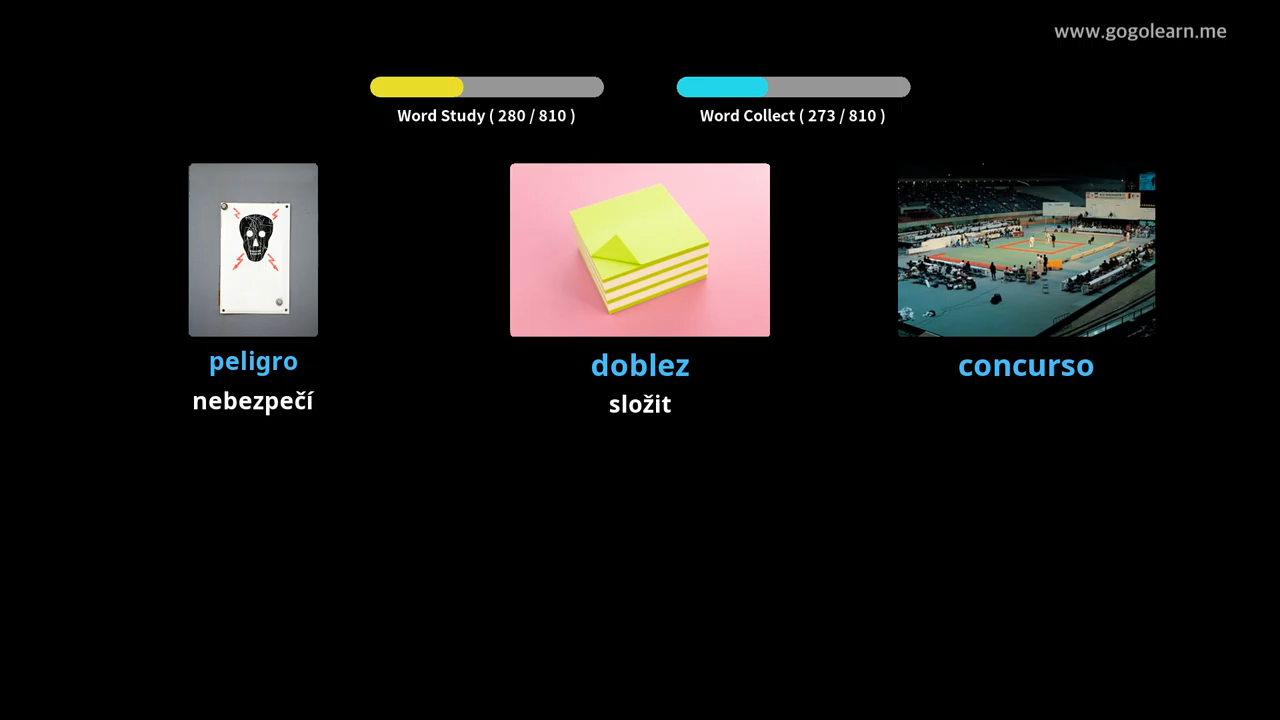 www.gogolearn.me
Word Study ( 280 / 810 )
Word Collect ( 273 / 810 )
peligro
nebezpečí
doblez
složit
concurso